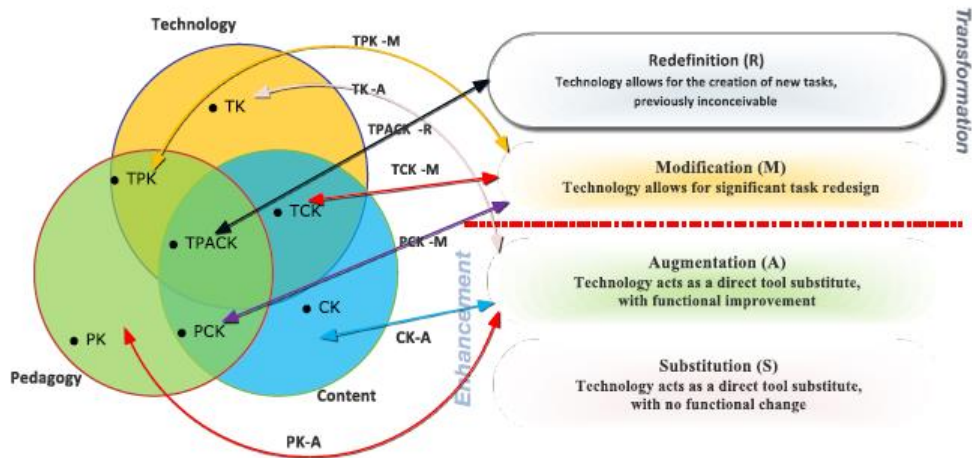 Technology
TPK -M
TK -A
TPACK -R
TCK -M
PCK -M
CK-A
PK-A
TK
TPK
TCK
TPACK
CK
PCK
PK
Pedagogy
Content
Enhancement
Transformation
Redefinition (R)
Technology allows for the creation of new tasks,
previously inconceivable
Modification (M)
Technology allows for significant task redesign
Augmentation (A)
Technology acts as a direct tool substitute,
with functional improvement
Substitution (S)
Technology acts as a direct tool substitute,
with no functional change